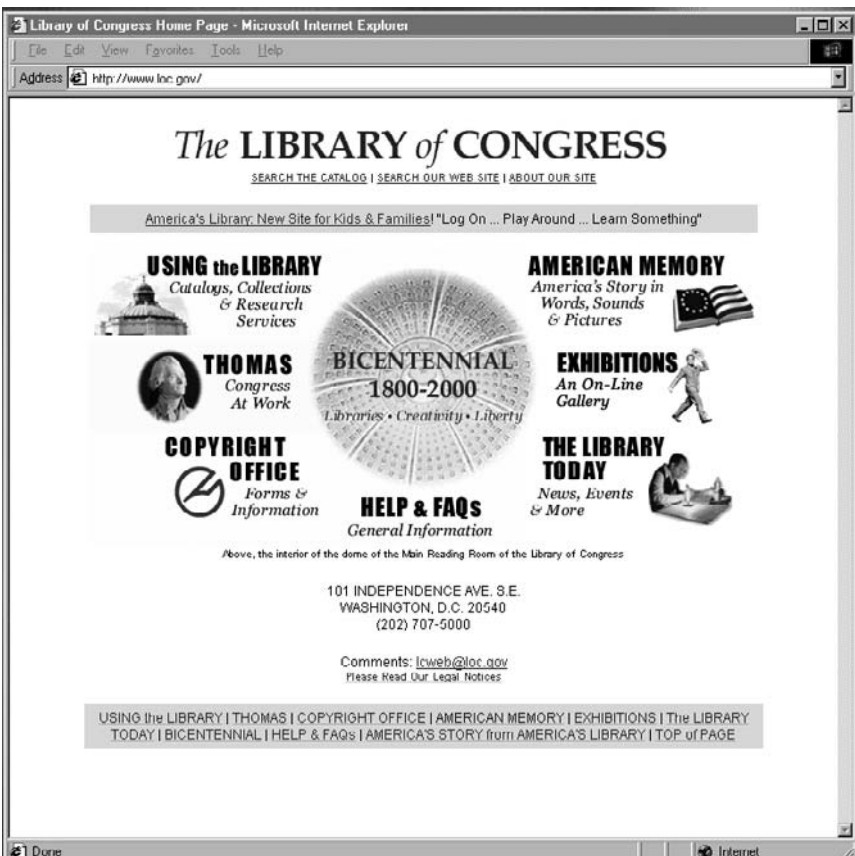 Library of Congress Home Page - Microsoft Internet Explorer
File Edit View Favorites Tools Help
Address http://www.loc.gov/
The LIBRARY of CONGRESS
SEARCH THE CATALOG | SEARCH OUR WEB SITE | ABOUT OUR SITE
America's Library: New Site for Kids & Families! "Log On ... Play Around ... Learn Something"
USING the LIBRARY
Catalogs, Collections
& Research
Services
THOMAS
Congress
At Work
COPYRIGHT
OFFICE
Forms &
Information
BICENTENNIAL
1800-2000
Libraries • Creativity • Liberty
HELP & FAQs
General Information
AMERICAN MEMORY
America's Story in
Words, Sounds
& Pictures
EXHIBITIONS
An On-Line
Gallery
THE LIBRARY
TODAY
News, Events
& More
Above, the interior of the dome of the Main Reading Room of the Library of Congress
101 INDEPENDENCE AVE. S.E.
WASHINGTON, D.C. 20540
(202) 707-5000
Comments: lcweb@loc.gov
Please Read Our Legal Notices
USING the LIBRARY | THOMAS | COPYRIGHT OFFICE | AMERICAN MEMORY | EXHIBITIONS | The LIBRARY
TODAY | BICENTENNIAL | HELP & FAQs | AMERICA'S STORY from AMERICA'S LIBRARY | TOP of PAGE
Done Internet